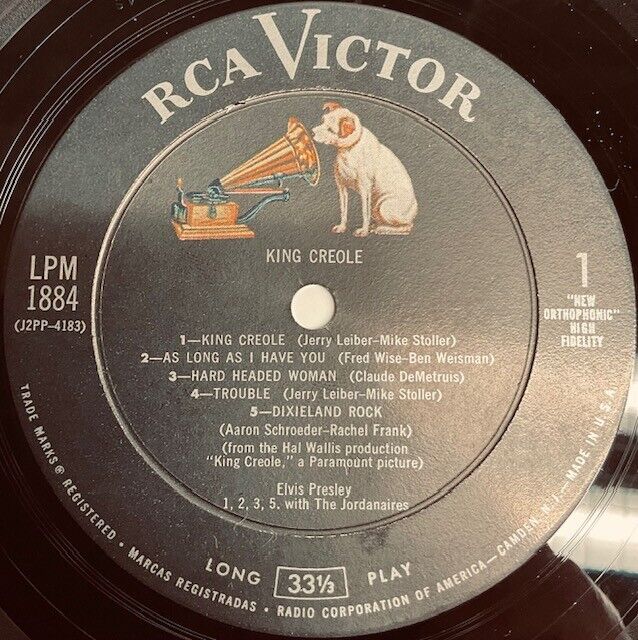 RCA VICTOR
KING CREOLE
LPM
1884
(J2PP-4183)
1
"NEW
ORTHOPHONIC"
HIGH
FIDELITY
1—KING CREOLE (Jerry Leiber-Mike Stoller)
2—AS LONG AS I HAVE YOU (Fred Wise-Ben Weisman)
3—HARD HEADED WOMAN (Claude DeMetruis)
4—TROUBLE (Jerry Leiber-Mike Stoller)
5—DIXIELAND ROCK
(Aaron Schroeder-Rachel Frank)
(from the Hal Wallis production
"King Creole," a Paramount picture)
Elvis Presley
1, 2, 3, 5. with The Jordanaires
LONG 33⅓ PLAY
TRADE MARKS ® REGISTERED • MARCAS REGISTRADAS • RADIO CORPORATION OF AMERICA—CAMDEN, N. J.—MADE IN U.S.A.